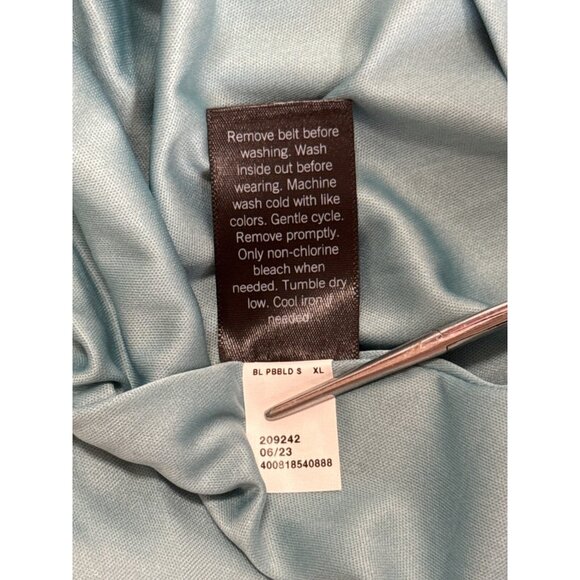 Remove belt before
washing. Wash
inside out before
wearing. Machine
wash cold with like
colors. Gentle cycle.
Remove promptly.
Only non-chlorine
bleach when
needed. Tumble dry
low. Cool iron if
needed.
BL PBBLD S XL
209242
06/23
400818540888